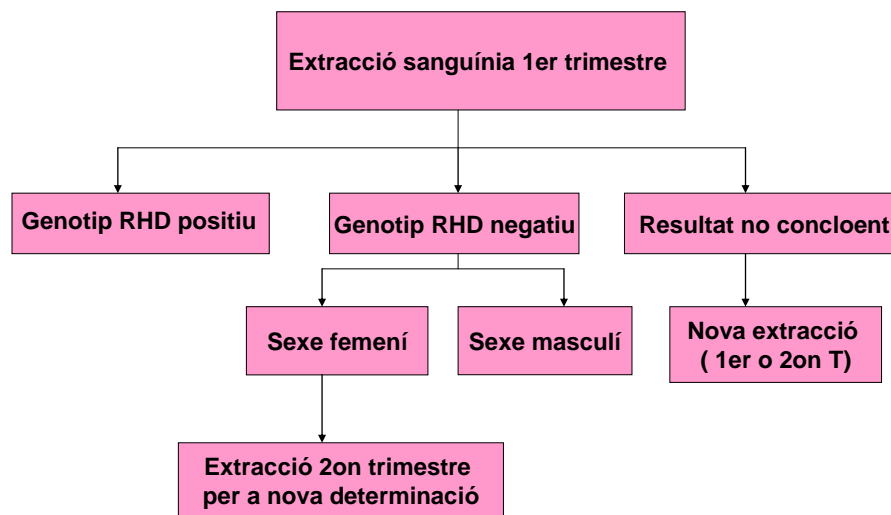 Extracció sanguínia 1er trimestre
Genotip RHD positiu
Genotip RHD negatiu
Resultat no concloent
Sexe femení
Sexe masculí
Nova extracció
( 1er o 2on T)
Extracció 2on trimestre
per a nova determinació